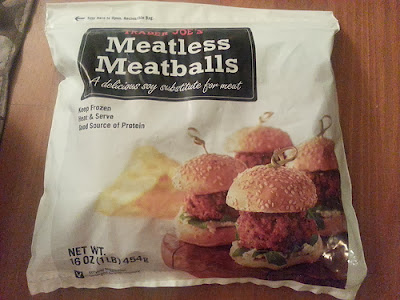 TRADER JOE'S
Meatless
Meatballs
A delicious soy substitute for meat
Keep Frozen
Heat & Serve
Good Source of Protein
NET WT.
16 OZ (1 LB) 454g